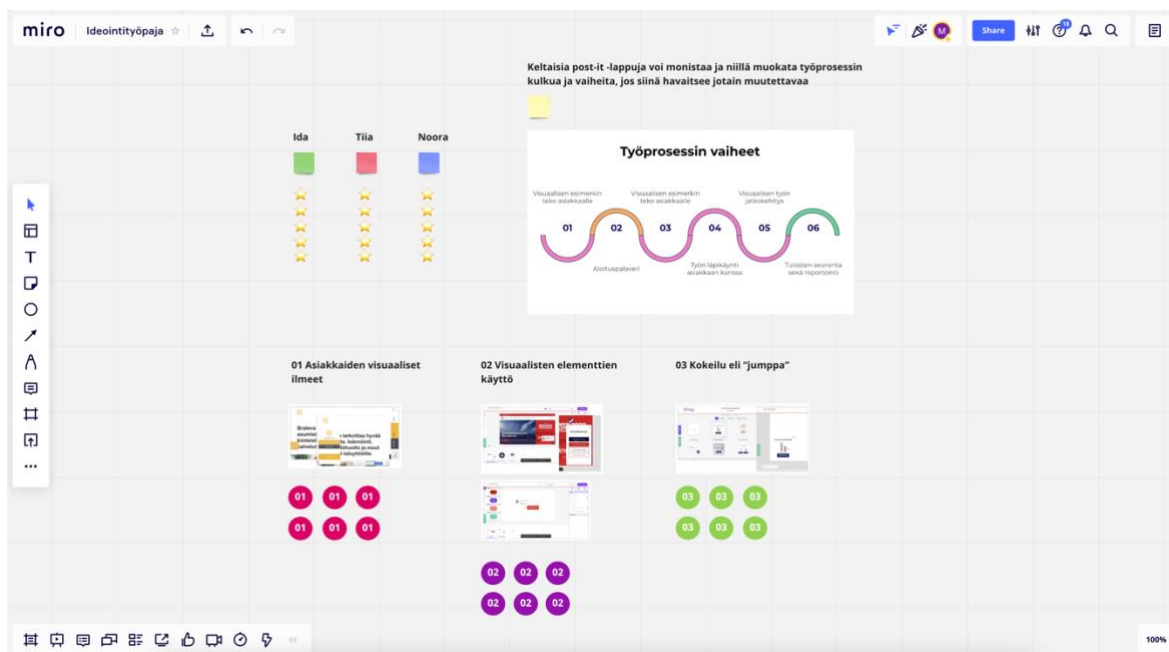 miro
Ideointityöpaja
M
Share
18
Keltaisia post-it -lappuja voi monistaa ja niillä muokata työprosessin
kulkua ja vaiheita, jos siinä havaitsee jotain muutettavaa
Ida
Tiia
Noora
Työprosessin vaiheet
Visuaalisen esimerkin
teko asiakkaalle
Visuaalisen esimerkin
teko asiakkaalle
Visuaalisen työn
jatkokehitys
01
02
03
04
05
06
Aloituspalaveri
Työn läpikäynti
asiakkaan kanssa
Tulosten seuranta
sekä raportointi
01 Asiakkaiden visuaaliset
ilmeet
02 Visuaalisten elementtien
käyttö
03 Kokeilu eli “jumppa”
01 01 01
01 01 01
03 03 03
03 03 03
02 02 02
02 02 02
100%